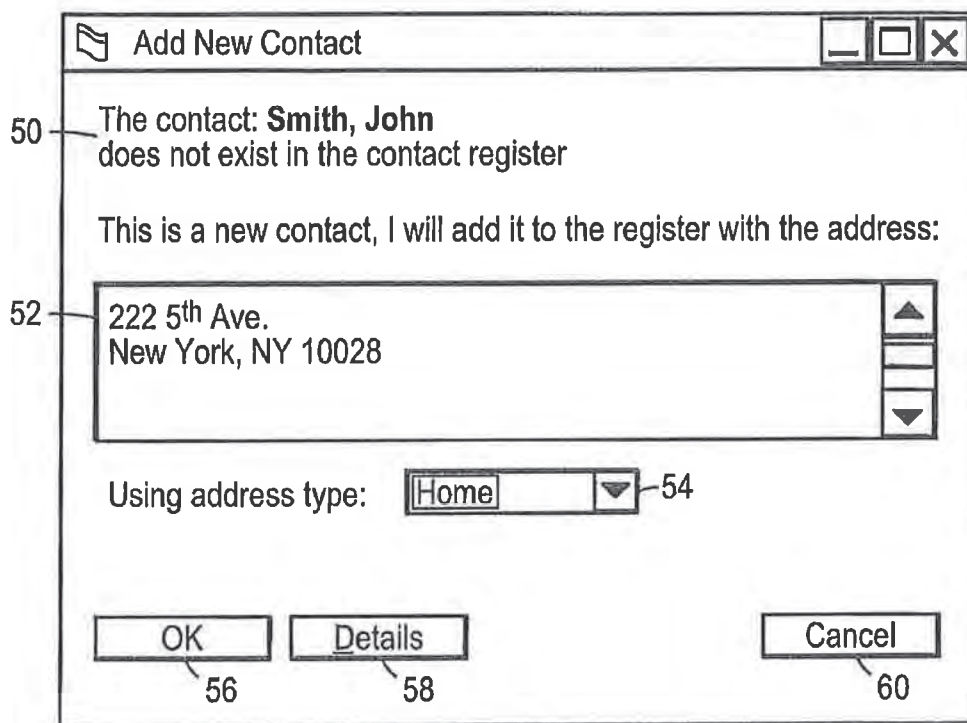 Add New Contact
50
The contact: Smith, John
does not exist in the contact register
This is a new contact, I will add it to the register with the address:
52
222 5th Ave.
New York, NY 10028
Using address type: Home
54
OK
Details
Cancel
56
58
60